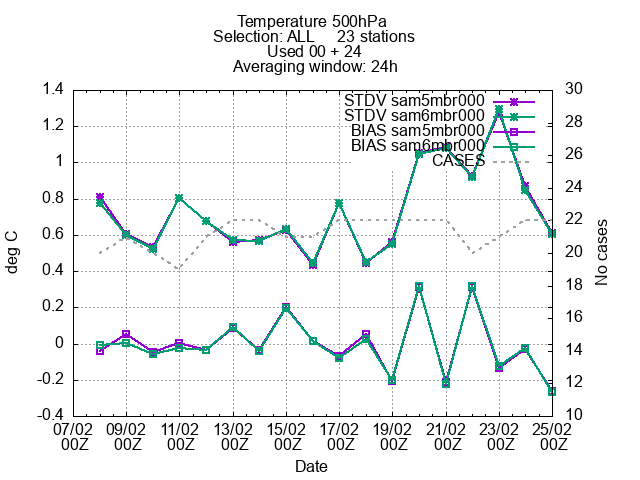 Temperature 500hPa
Selection: ALL 23 stations
Used 00 + 24
Averaging window: 24h
STDV sam5mbr000
STDV sam6mbr000
BIAS sam5mbr000
BIAS sam6mbr000
CASES
deg C
1.4
1.2
1
0.8
0.6
0.4
0.2
0
-0.2
-0.4
30
28
26
24
22
20
18
16
14
12
10
No cases
07/02 09/02 11/02 13/02 15/02 17/02 19/02 21/02 23/02 25/02
00Z 00Z 00Z 00Z 00Z 00Z 00Z 00Z 00Z 00Z
Date